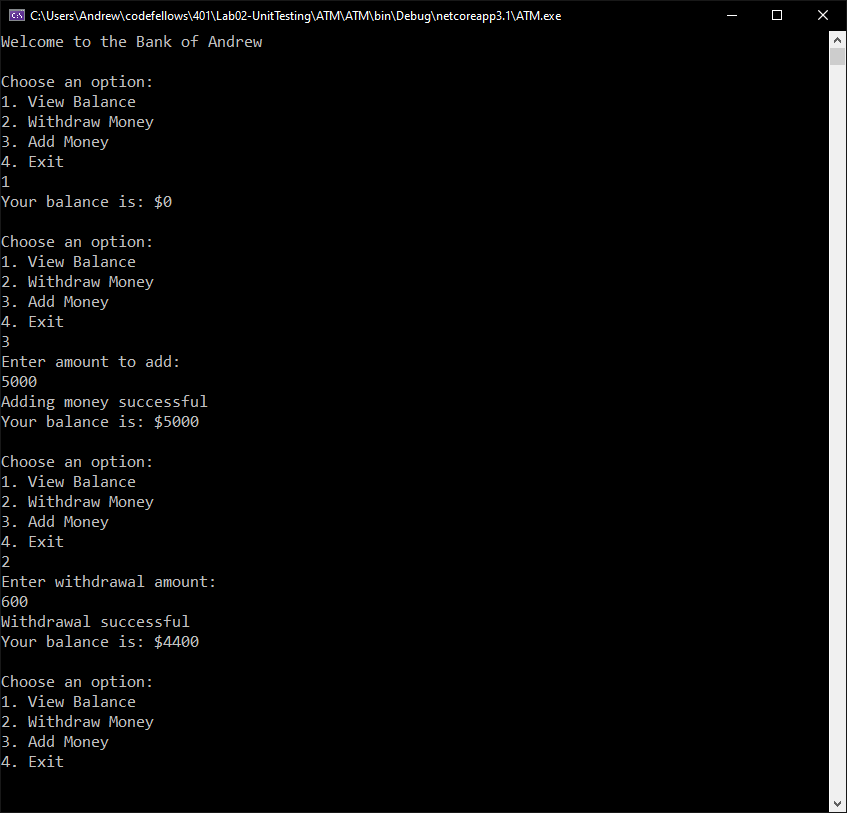 C:\Users\Andrew\codefellows\401\Lab02-UnitTesting\ATM\ATM\bin\Debug\netcoreapp3.1\ATM.exe
Welcome to the Bank of Andrew

Choose an option:
1. View Balance
2. Withdraw Money
3. Add Money
4. Exit
1
Your balance is: $0

Choose an option:
1. View Balance
2. Withdraw Money
3. Add Money
4. Exit
3
Enter amount to add:
5000
Adding money successful
Your balance is: $5000

Choose an option:
1. View Balance
2. Withdraw Money
3. Add Money
4. Exit
2
Enter withdrawal amount:
600
Withdrawal successful
Your balance is: $4400

Choose an option:
1. View Balance
2. Withdraw Money
3. Add Money
4. Exit